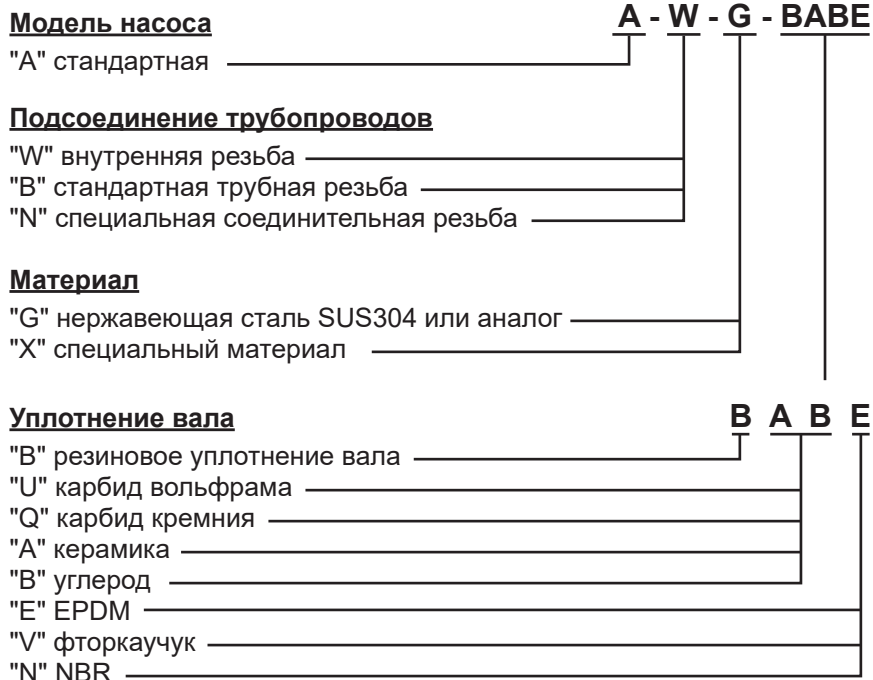 Модель насоса
A - W - G - BABE
"A" стандартная
Подсоединение трубопроводов
"W" внутренняя резьба
"B" стандартная трубная резьба
"N" специальная соединительная резьба
Материал
"G" нержавеющая сталь SUS304 или аналог
"X" специальный материал
Уплотнение вала
B A B E
"B" резиновое уплотнение вала
"U" карбид вольфрама
"Q" карбид кремния
"A" керамика
"B" углерод
"E" EPDM
"V" фторкаучук
"N" NBR